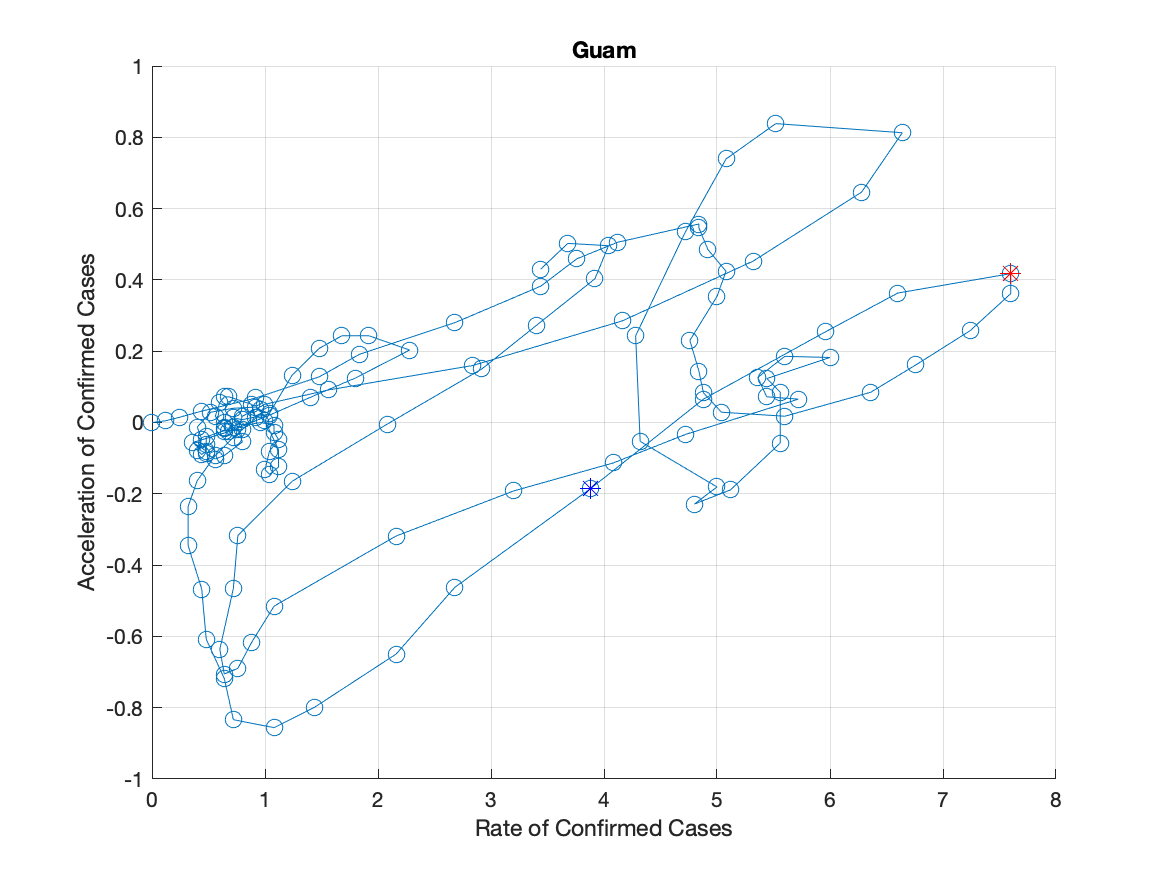 Guam
1
0.8
0.6
0.4
0.2
0
-0.2
-0.4
-0.6
-0.8
-1
Acceleration of Confirmed Cases
0 1 2 3 4 5 6 7 8
Rate of Confirmed Cases